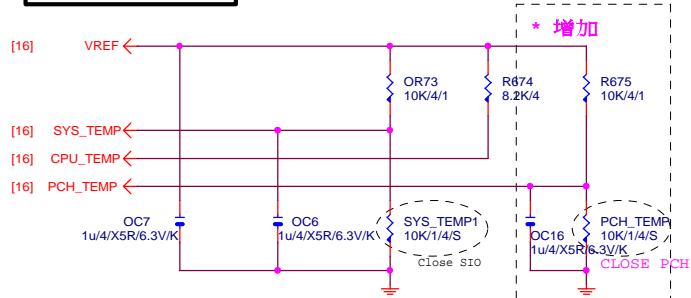 * 增加
[16] VREF
OR73
10K/4/1
R674
8.2K/4
R675
10K/4/1
[16] SYS_TEMP
[16] CPU_TEMP
[16] PCH_TEMP
OC7
1u/4/X5R/6.3V/K
OC6
1u/4/X5R/6.3V/K
SYS_TEMP1
10K/1/4/S
Close SIO
OC16
1u/4/X5R/6.3V/K
PCH_TEMP
10K/1/4/S
CLOSE PCH